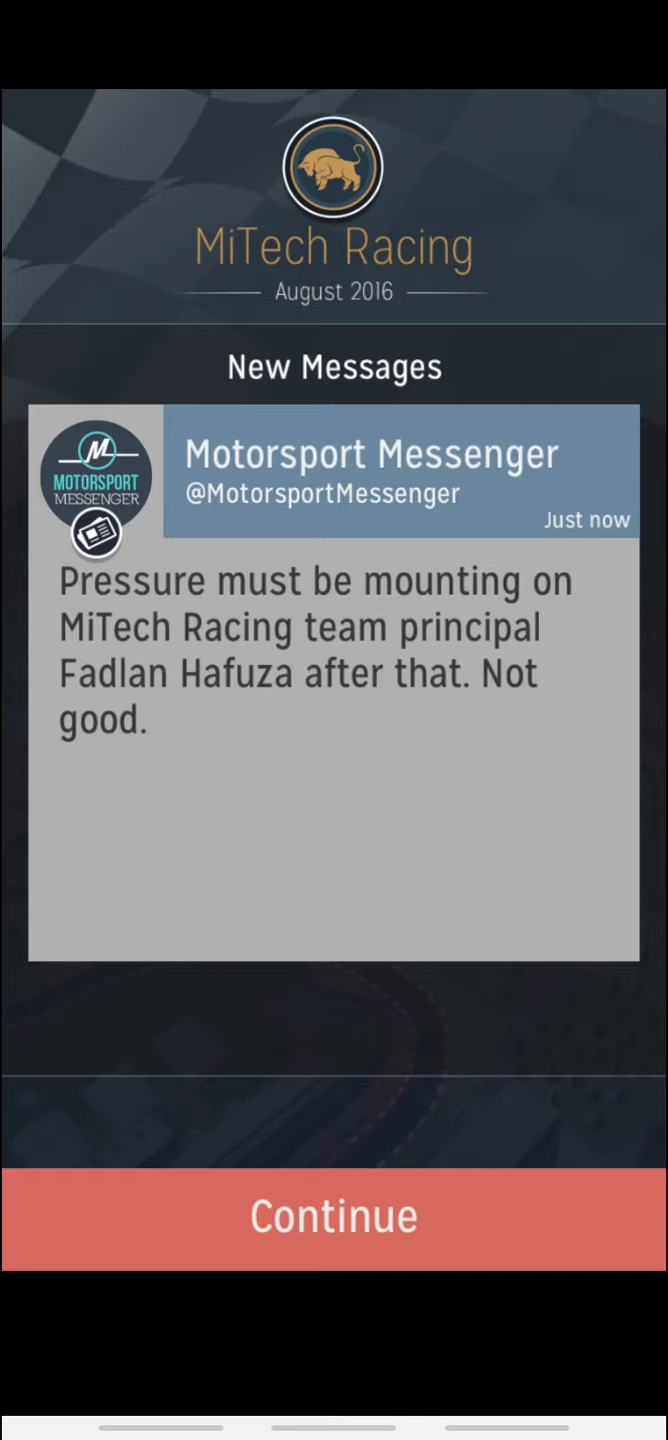 MiTech Racing
August 2016
New Messages
M
MOTORSPORT
MESSENGER
Motorsport Messenger
@MotorsportMessenger
Just now
Pressure must be mounting on
MiTech Racing team principal
Fadlan Hafuza after that. Not
good.
Continue